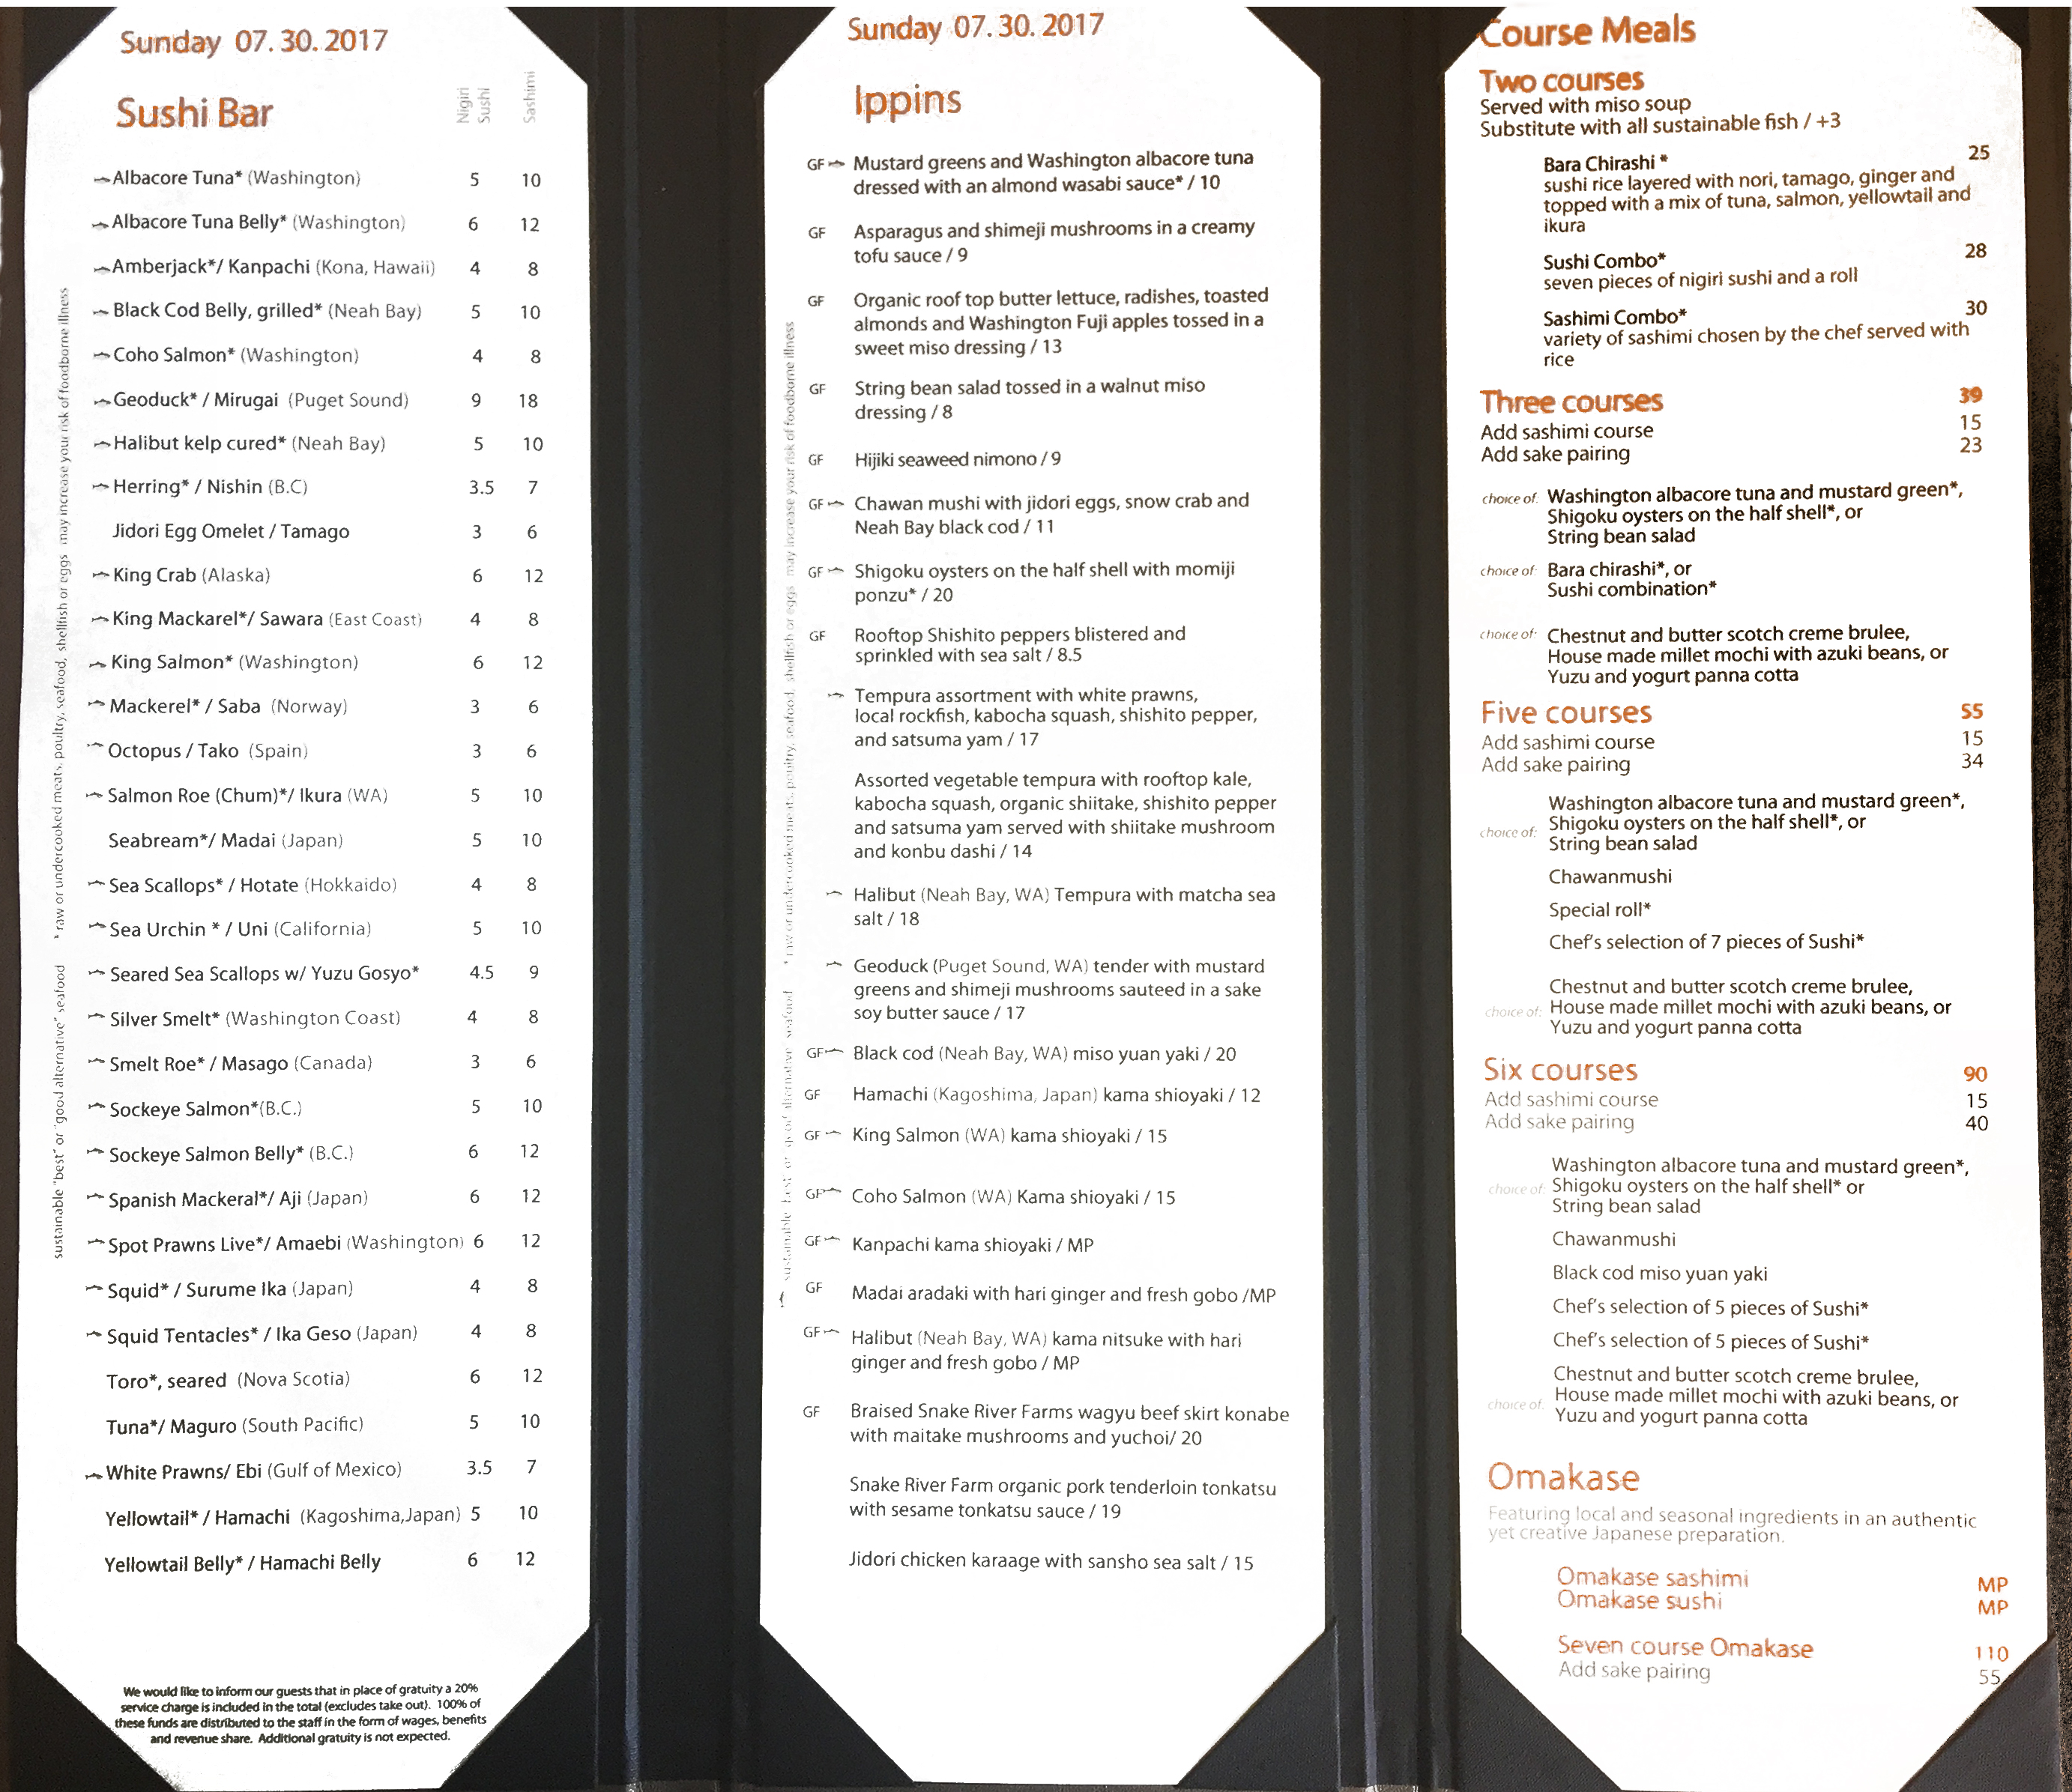 Sunday 07. 30. 2017
Sushi Bar
Nigiri
Sushi
Sashimi
Albacore Tuna* (Washington) 5 10
Albacore Tuna Belly* (Washington) 6 12
Amberjack*/ Kanpachi (Kona, Hawaii) 4 8
Black Cod Belly, grilled* (Neah Bay) 5 10
Coho Salmon* (Washington) 4 8
Geoduck* / Mirugai (Puget Sound) 9 18
Halibut kelp cured* (Neah Bay) 5 10
Herring* / Nishin (B.C) 3.5 7
Jidori Egg Omelet / Tamago 3 6
King Crab (Alaska) 6 12
King Mackarel*/ Sawara (East Coast) 4 8
King Salmon* (Washington) 6 12
Mackerel* / Saba (Norway) 3 6
Octopus / Tako (Spain) 3 6
Salmon Roe (Chum)*/ Ikura (WA) 5 10
Seabream*/ Madai (Japan) 5 10
Sea Scallops* / Hotate (Hokkaido) 4 8
Sea Urchin * / Uni (California) 5 10
Seared Sea Scallops w/ Yuzu Gosyo* 4.5 9
Silver Smelt* (Washington Coast) 4 8
Smelt Roe* / Masago (Canada) 3 6
Sockeye Salmon*(B.C.) 5 10
Sockeye Salmon Belly* (B.C.) 6 12
Spanish Mackeral*/ Aji (Japan) 6 12
Spot Prawns Live*/ Amaebi (Washington) 6 12
Squid* / Surume Ika (Japan) 4 8
Squid Tentacles* / Ika Geso (Japan) 4 8
Toro*, seared (Nova Scotia) 6 12
Tuna*/ Maguro (South Pacific) 5 10
White Prawns/ Ebi (Gulf of Mexico) 3.5 7
Yellowtail* / Hamachi (Kagoshima,Japan) 5 10
Yellowtail Belly* / Hamachi Belly 6 12
sustainable "best" or "good alternative" seafood * raw or undercooked meats, poultry, seafood, shellfish or eggs may increase your risk of foodborne illness
We would like to inform our guests that in place of gratuity a 20%
service charge is included in the total (excludes take out). 100% of
these funds are distributed to the staff in the form of wages, benefits
and revenue share. Additional gratuity is not expected.
Sunday 07. 30. 2017
Ippins
GF Mustard greens and Washington albacore tuna
dressed with an almond wasabi sauce* / 10
GF Asparagus and shimeji mushrooms in a creamy
tofu sauce / 9
GF Organic roof top butter lettuce, radishes, toasted
almonds and Washington Fuji apples tossed in a
sweet miso dressing / 13
GF String bean salad tossed in a walnut miso
dressing / 8
GF Hijiki seaweed nimono / 9
GF Chawan mushi with jidori eggs, snow crab and
Neah Bay black cod / 11
GF Shigoku oysters on the half shell with momiji
ponzu* / 20
GF Rooftop Shishito peppers blistered and
sprinkled with sea salt / 8.5
Tempura assortment with white prawns,
local rockfish, kabocha squash, shishito pepper,
and satsuma yam / 17
Assorted vegetable tempura with rooftop kale,
kabocha squash, organic shiitake, shishito pepper
and satsuma yam served with shiitake mushroom
and konbu dashi / 14
Halibut (Neah Bay, WA) Tempura with matcha sea
salt / 18
Geoduck (Puget Sound, WA) tender with mustard
greens and shimeji mushrooms sauteed in a sake
soy butter sauce / 17
GF Black cod (Neah Bay, WA) miso yuan yaki / 20
GF Hamachi (Kagoshima, Japan) kama shioyaki / 12
GF King Salmon (WA) kama shioyaki / 15
GF Coho Salmon (WA) Kama shioyaki / 15
GF Kanpachi kama shioyaki / MP
GF Madai aradaki with hari ginger and fresh gobo /MP
GF Halibut (Neah Bay, WA) kama nitsuke with hari
ginger and fresh gobo / MP
GF Braised Snake River Farms wagyu beef skirt konabe
with maitake mushrooms and yuchoi/ 20
Snake River Farm organic pork tenderloin tonkatsu
with sesame tonkatsu sauce / 19
Jidori chicken karaage with sansho sea salt / 15
sustainable best or good alternative seafood * raw or undercooked meats, poultry, seafood, shellfish or eggs may increase your risk of foodborne illness
Course Meals
Two courses
Served with miso soup
Substitute with all sustainable fish / +3
Bara Chirashi * 25
sushi rice layered with nori, tamago, ginger and
topped with a mix of tuna, salmon, yellowtail and
ikura
Sushi Combo* 28
seven pieces of nigiri sushi and a roll
Sashimi Combo* 30
variety of sashimi chosen by the chef served with
rice
Three courses 39
Add sashimi course 15
Add sake pairing 23
choice of: Washington albacore tuna and mustard green*,
Shigoku oysters on the half shell*, or
String bean salad
choice of: Bara chirashi*, or
Sushi combination*
choice of: Chestnut and butter scotch creme brulee,
House made millet mochi with azuki beans, or
Yuzu and yogurt panna cotta
Five courses 55
Add sashimi course 15
Add sake pairing 34
Washington albacore tuna and mustard green*,
choice of: Shigoku oysters on the half shell*, or
String bean salad
Chawanmushi
Special roll*
Chef's selection of 7 pieces of Sushi*
Chestnut and butter scotch creme brulee,
choice of: House made millet mochi with azuki beans, or
Yuzu and yogurt panna cotta
Six courses 90
Add sashimi course 15
Add sake pairing 40
Washington albacore tuna and mustard green*,
choice of: Shigoku oysters on the half shell* or
String bean salad
Chawanmushi
Black cod miso yuan yaki
Chef's selection of 5 pieces of Sushi*
Chef's selection of 5 pieces of Sushi*
Chestnut and butter scotch creme brulee,
choice of: House made millet mochi with azuki beans, or
Yuzu and yogurt panna cotta
Omakase
Featuring local and seasonal ingredients in an authentic
yet creative Japanese preparation.
Omakase sashimi MP
Omakase sushi MP
Seven course Omakase 110
Add sake pairing 55